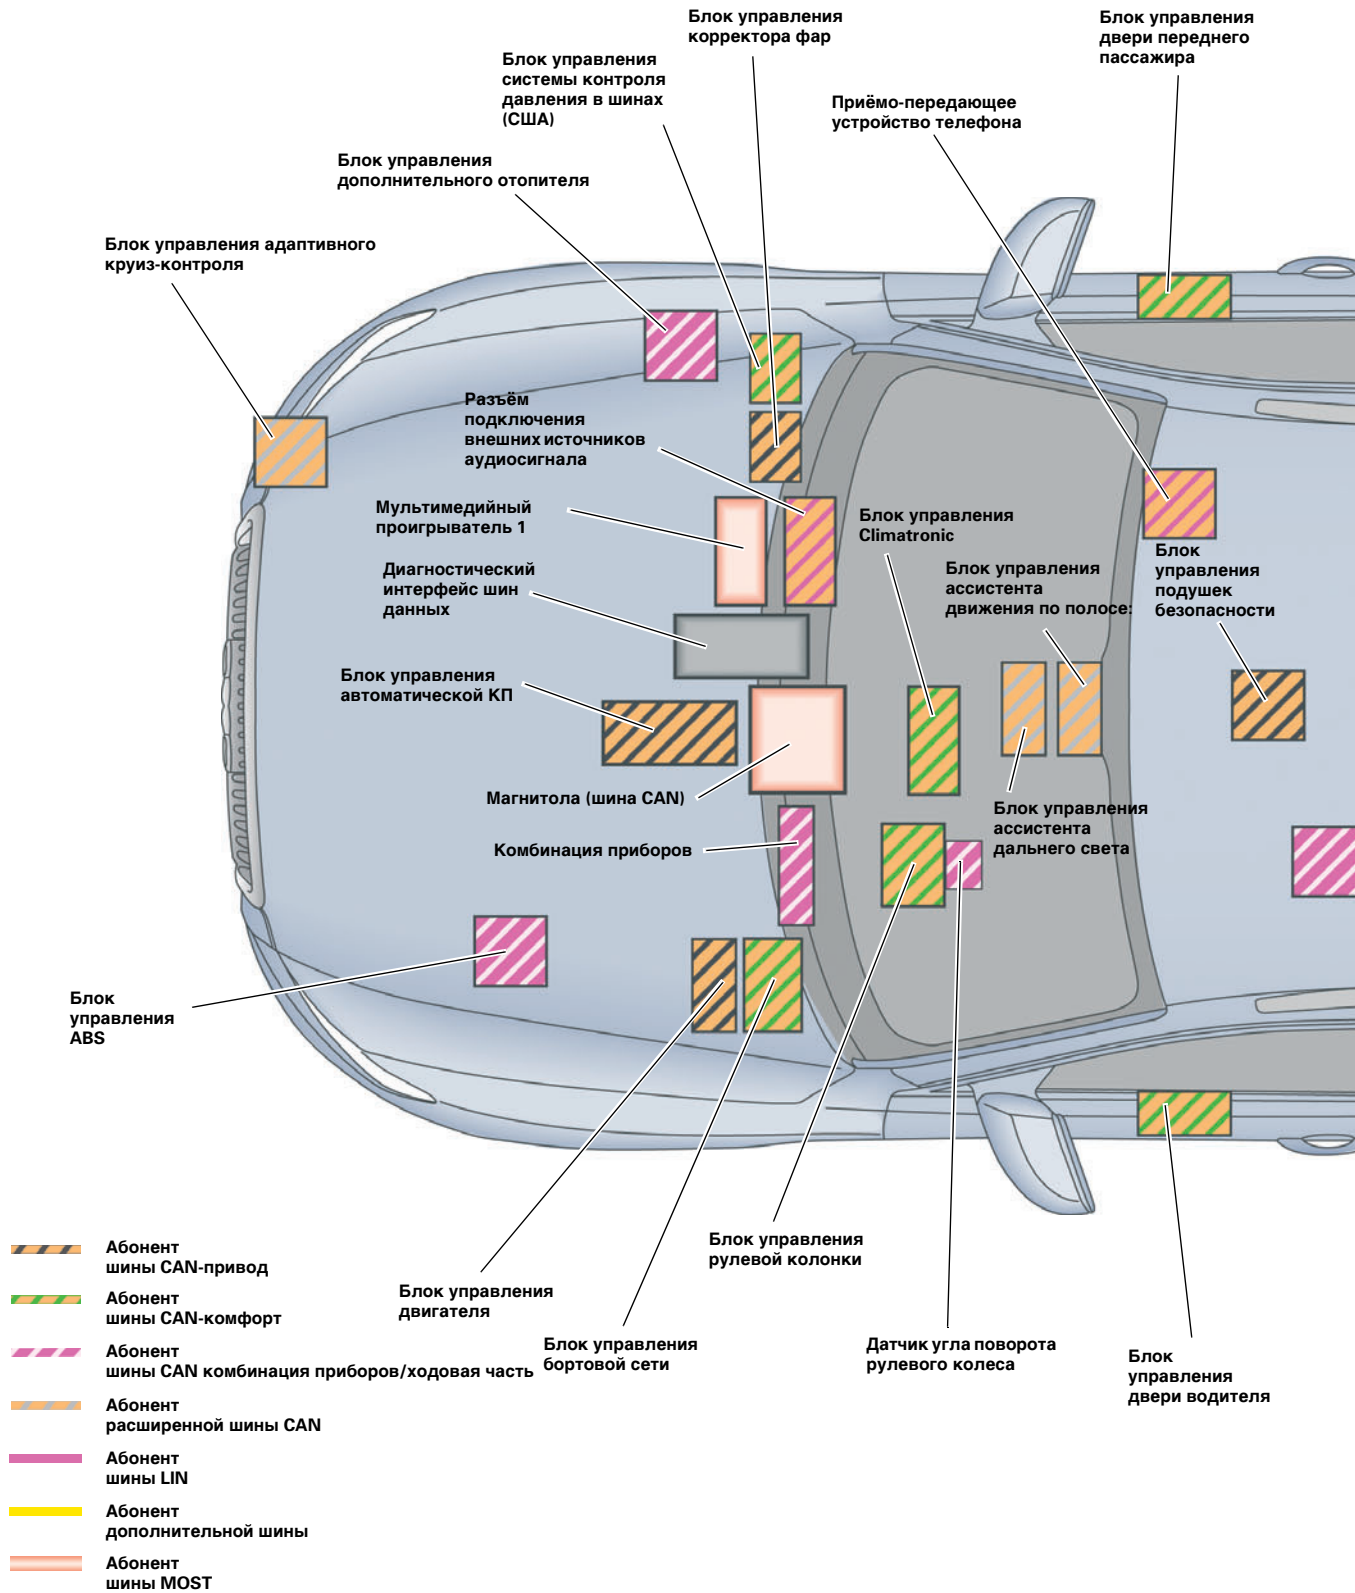 Блок управления
корректора фар
Блок управления
двери переднего
пассажира
Блок управления
системы контроля
давления в шинах
(США)
Приёмо-передающее
устройство телефона
Блок управления
дополнительного отопителя
Блок управления адаптивного
круиз-контроля
Разъём
подключения
внешних источников
аудиосигнала
Мультимедийный
проигрыватель 1
Блок управления
Climatronic
Диагностический
интерфейс шин
данных
Блок управления
ассистента
движения по полосе:
Блок
управления
подушек
безопасности
Блок управления
автоматической КП
Магнитола (шина CAN)
Блок управления
ассистента
дальнего света
Комбинация приборов
Блок
управления
ABS
Блок управления
рулевой колонки
Блок управления
двигателя
Блок управления
бортовой сети
Датчик угла поворота
рулевого колеса
Блок
управления
двери водителя
Абонент
шины CAN-привод
Абонент
шины CAN-комфорт
Абонент
шины CAN комбинация приборов/ходовая часть
Абонент
расширенной шины CAN
Абонент
шины LIN
Абонент
дополнительной шины
Абонент
шины MOST